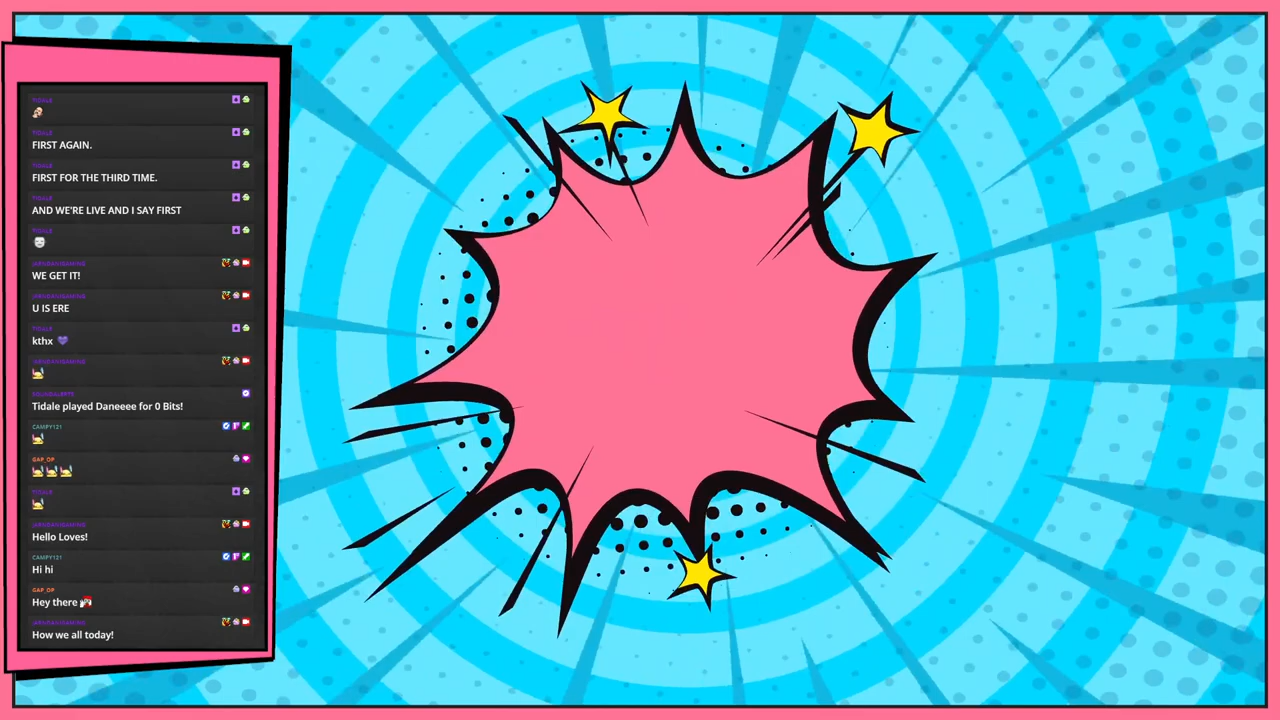 TIDALE
TIDALE
FIRST AGAIN.
TIDALE
FIRST FOR THE THIRD TIME.
TIDALE
AND WE'RE LIVE AND I SAY FIRST
TIDALE
WE GET IT!
U IS ERE
TIDALE
kthx
SOUNDALERTS
Tidale played Daneeee for 0 Bits!
CAMPY121
GAP_OP
TIDALE
Hello Loves!
CAMPY121
Hi hi
GAP_OP
Hey there
How we all today!